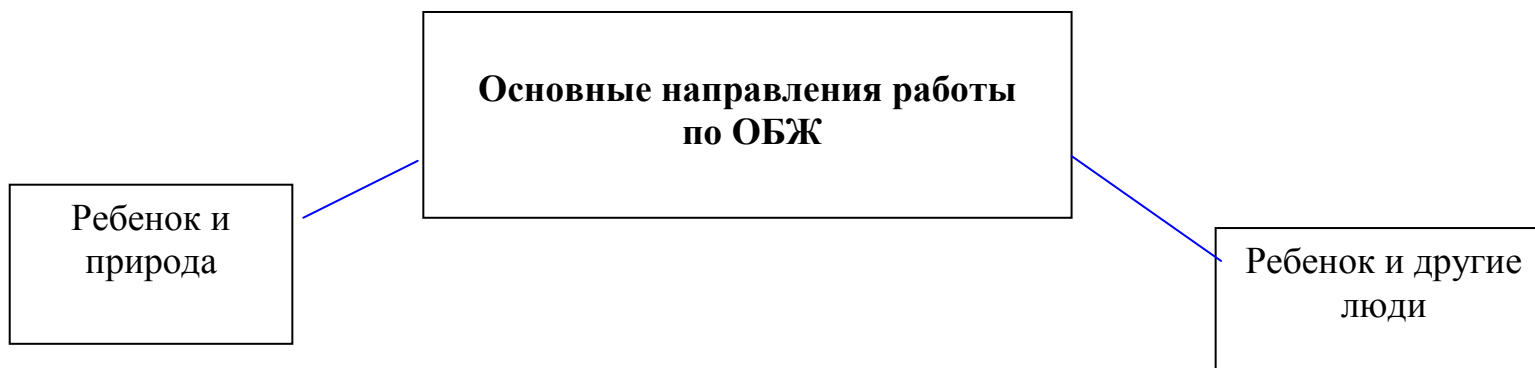 Основные направления работы
по ОБЖ
Ребенок и
природа
Ребенок и другие
люди